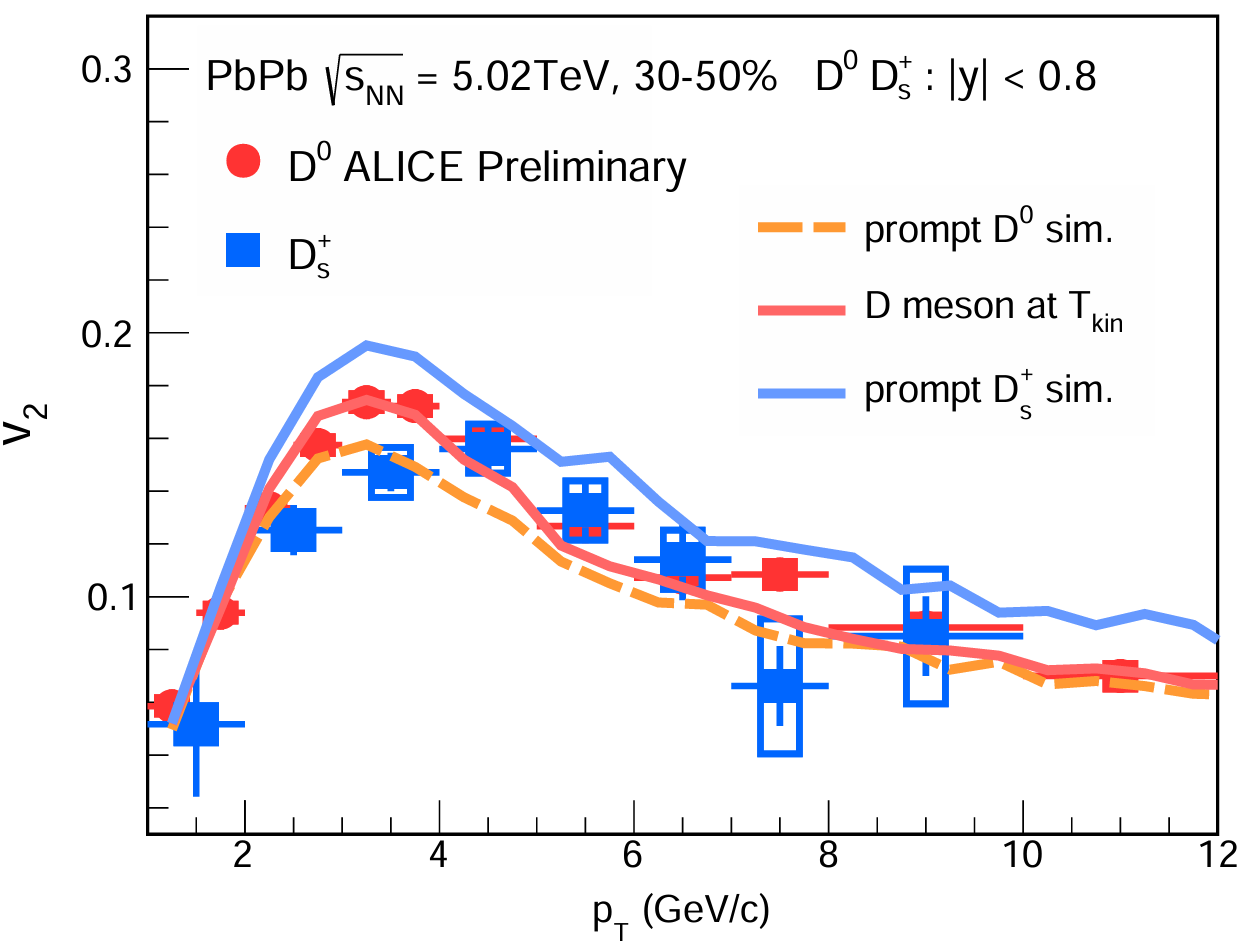 PbPb √s_NN = 5.02TeV, 30-50% D⁰ D_s⁺ : |y| < 0.8
D⁰ ALICE Preliminary
D_s⁺
prompt D⁰ sim.
D meson at T_kin
prompt D_s⁺ sim.
0.3
0.2
0.1
v₂
2 4 6 8 10 12
p_T (GeV/c)